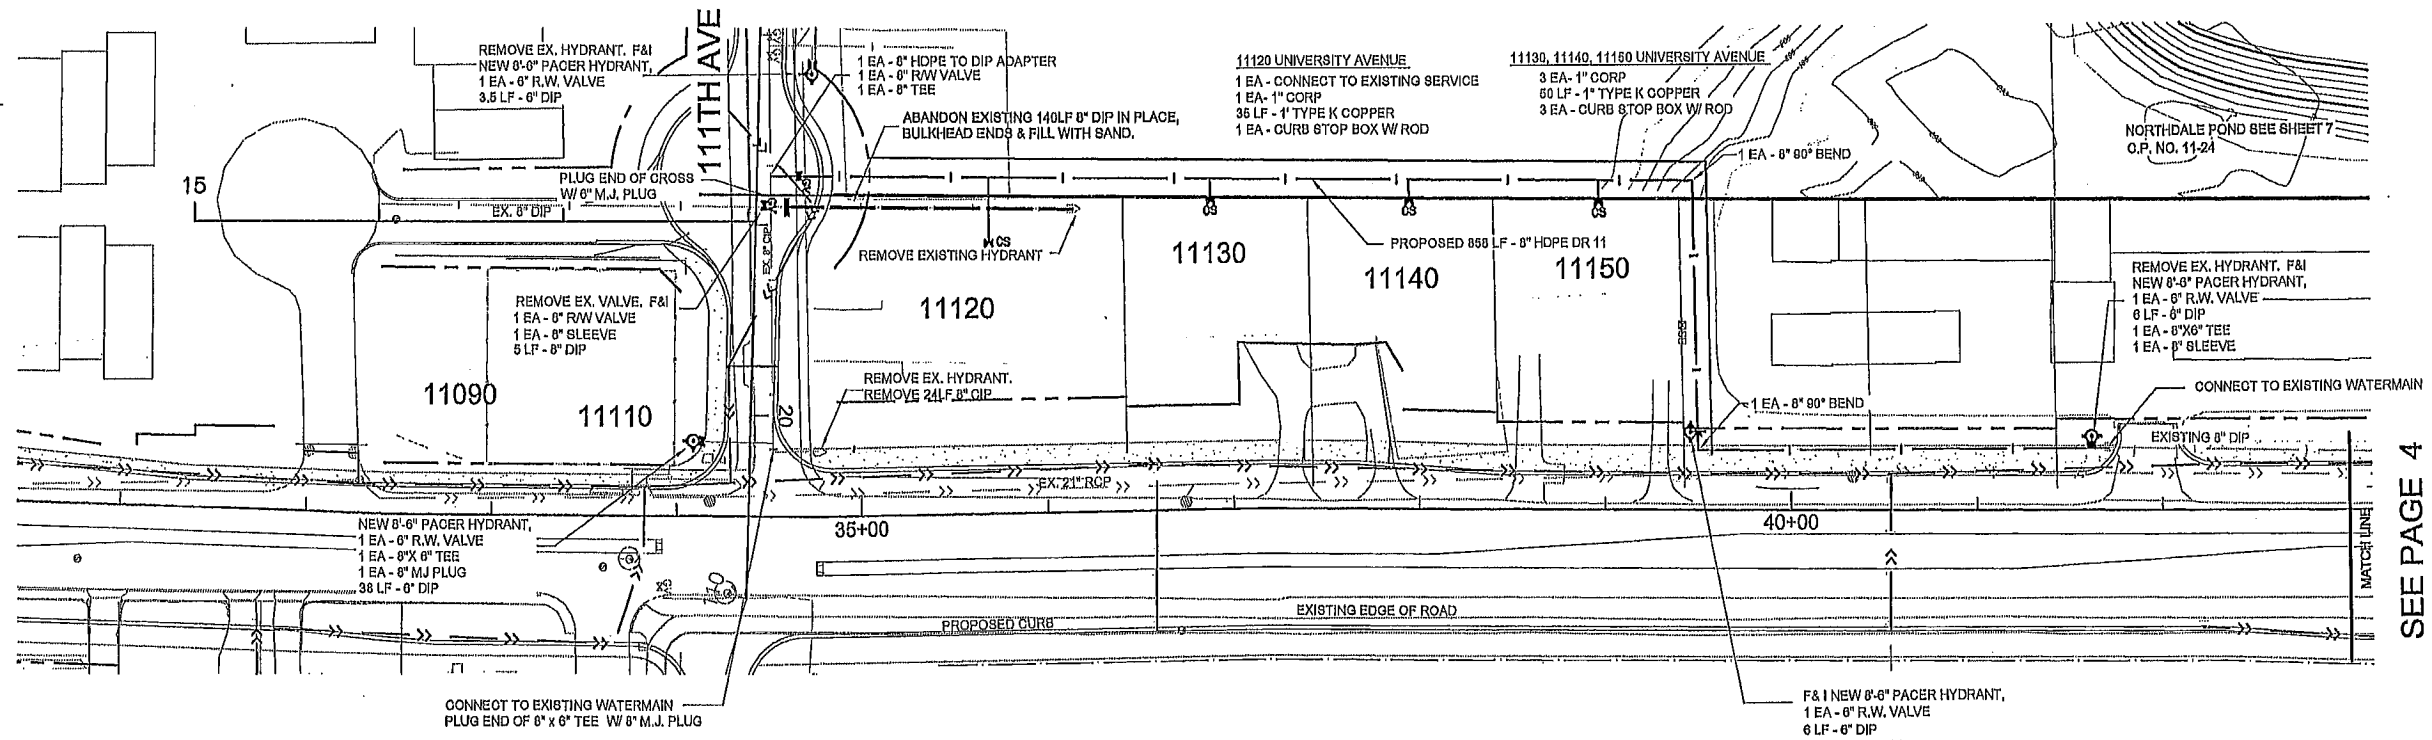 REMOVE EX. HYDRANT. F&I
NEW 8'-6" PACER HYDRANT,
1 EA - 6" R.W. VALVE
3.5 LF - 6" DIP
111TH AVE
1 EA - 8" HDPE TO DIP ADAPTER
1 EA - 8" R/W VALVE
1 EA - 8" TEE
ABANDON EXISTING 140LF 8" DIP IN PLACE,
BULKHEAD ENDS & FILL WITH SAND.
11120 UNIVERSITY AVENUE
1 EA - CONNECT TO EXISTING SERVICE
1 EA- 1" CORP
35 LF - 1" TYPE K COPPER
1 EA - CURB STOP BOX W/ ROD
11130, 11140, 11150 UNIVERSITY AVENUE
3 EA- 1" CORP
50 LF - 1" TYPE K COPPER
3 EA - CURB STOP BOX W/ ROD
NORTHDALE POND SEE SHEET 7
C.P. NO. 11-24
1 EA - 8" 90° BEND
PLUG END OF CROSS
W/ 6" M.J. PLUG
15
EX. 6" DIP
GV
GV
EX. 8" CIP
CS
CS
CS
CS
REMOVE EXISTING HYDRANT
PROPOSED 858 LF - 8" HDPE DR 11
11130
11140
11150
11120
REMOVE EX. VALVE, F&I
1 EA - 8" R/W VALVE
1 EA - 8" SLEEVE
5 LF - 8" DIP
REMOVE EX. HYDRANT. F&I
NEW 8'-6" PACER HYDRANT,
1 EA - 6" R.W. VALVE
6 LF - 6" DIP
1 EA - 8"X6" TEE
1 EA - 8" SLEEVE
11090
11110
REMOVE EX. HYDRANT.
REMOVE 24LF 8" CIP
20
CONNECT TO EXISTING WATERMAIN
1 EA - 8" 90° BEND
EXISTING 8" DIP
EX. 21" RCP
35+00
40+00
NEW 8'-6" PACER HYDRANT,
1 EA - 6" R.W. VALVE
1 EA - 8"X 6" TEE
1 EA - 8" MJ PLUG
38 LF - 6" DIP
GV
EXISTING EDGE OF ROAD
PROPOSED CURB
MATCH LINE
SEE PAGE 4
CONNECT TO EXISTING WATERMAIN
PLUG END OF 8" x 6" TEE W/ 8" M.J. PLUG
F& I NEW 8'-6" PACER HYDRANT,
1 EA - 6" R.W. VALVE
6 LF - 6" DIP